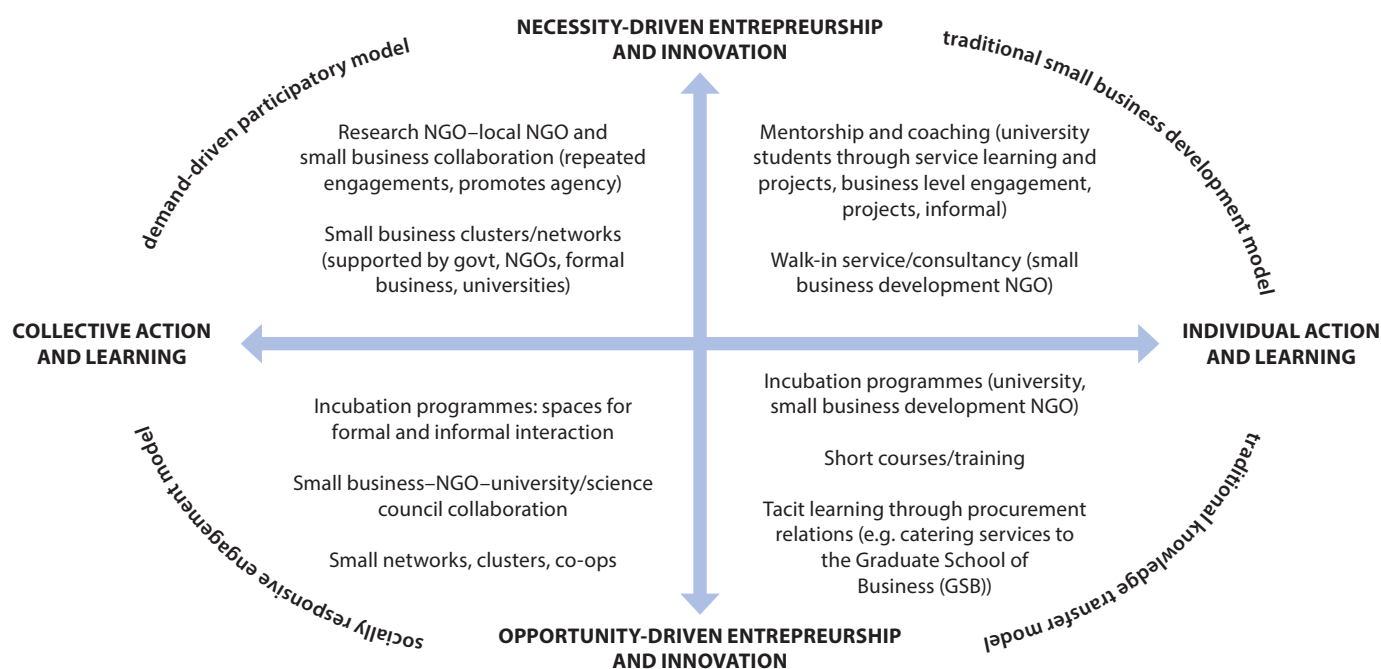 NECESSITY-DRIVEN ENTREPREURSHIP
AND INNOVATION
demand-driven participatory model
traditional small business development model
Research NGO–local NGO and
small business collaboration (repeated
engagements, promotes agency)
Small business clusters/networks
(supported by govt, NGOs, formal
business, universities)
Mentorship and coaching (university
students through service learning and
projects, business level engagement,
projects, informal)
Walk-in service/consultancy (small
business development NGO)
COLLECTIVE ACTION
AND LEARNING
INDIVIDUAL ACTION
AND LEARNING
Incubation programmes: spaces for
formal and informal interaction
Small business–NGO–university/science
council collaboration
Small networks, clusters, co-ops
Incubation programmes (university,
small business development NGO)
Short courses/training
Tacit learning through procurement
relations (e.g. catering services to
the Graduate School of
Business (GSB))
socially responsive engagement model
traditional knowledge transfer model
OPPORTUNITY-DRIVEN ENTREPREURSHIP
AND INNOVATION